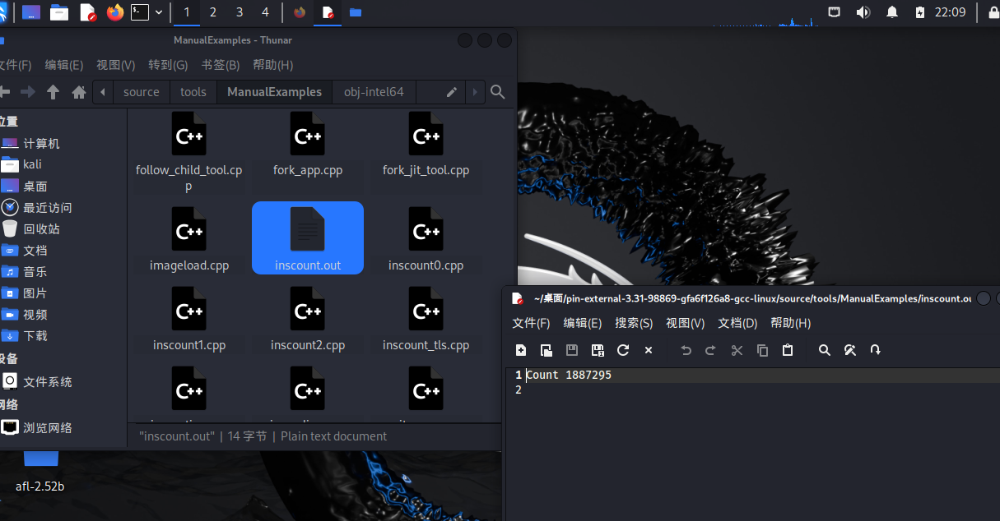 1 2 3 4 22:09
ManualExamples - Thunar
文件(F) 编辑(E) 视图(V) 转到(G) 书签(B) 帮助(H)
source tools ManualExamples obj-intel64
位置
计算机
kali
桌面
最近访问
回收站
文档
音乐
图片
视频
下载
设备
文件系统
网络
浏览网络
C++ C++ C++
follow_child_tool.cp
p
fork_app.cpp
fork_jit_tool.cpp
C++ C++
imageload.cpp
inscount.out
inscount0.cpp
C++ C++ C++
inscount1.cpp
inscount2.cpp
inscount_tls.cpp
C++ C++ C++
"inscount.out" | 14 字节 | Plain text document
afl-2.52b
~/桌面/pin-external-3.31-98869-gfa6f126a8-gcc-linux/source/tools/ManualExamples/inscount.ou
文件(F) 编辑(E) 搜索(S) 视图(V) 文档(D) 帮助(H)
1 Count 1887295
2